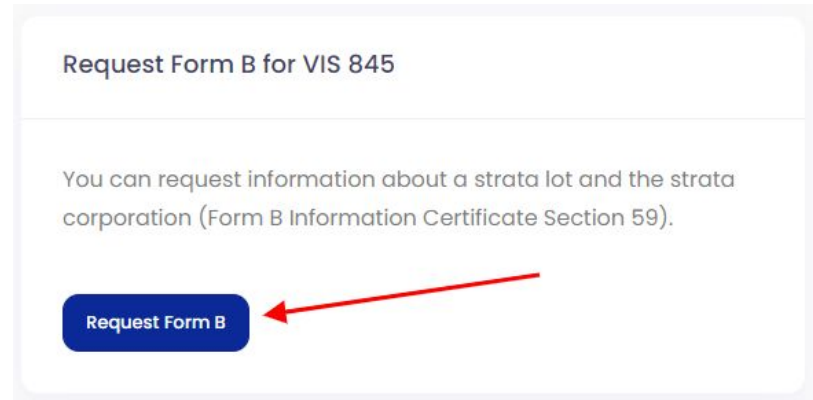 Request Form B for VIS 845
You can request information about a strata lot and the strata
corporation (Form B Information Certificate Section 59).
Request Form B